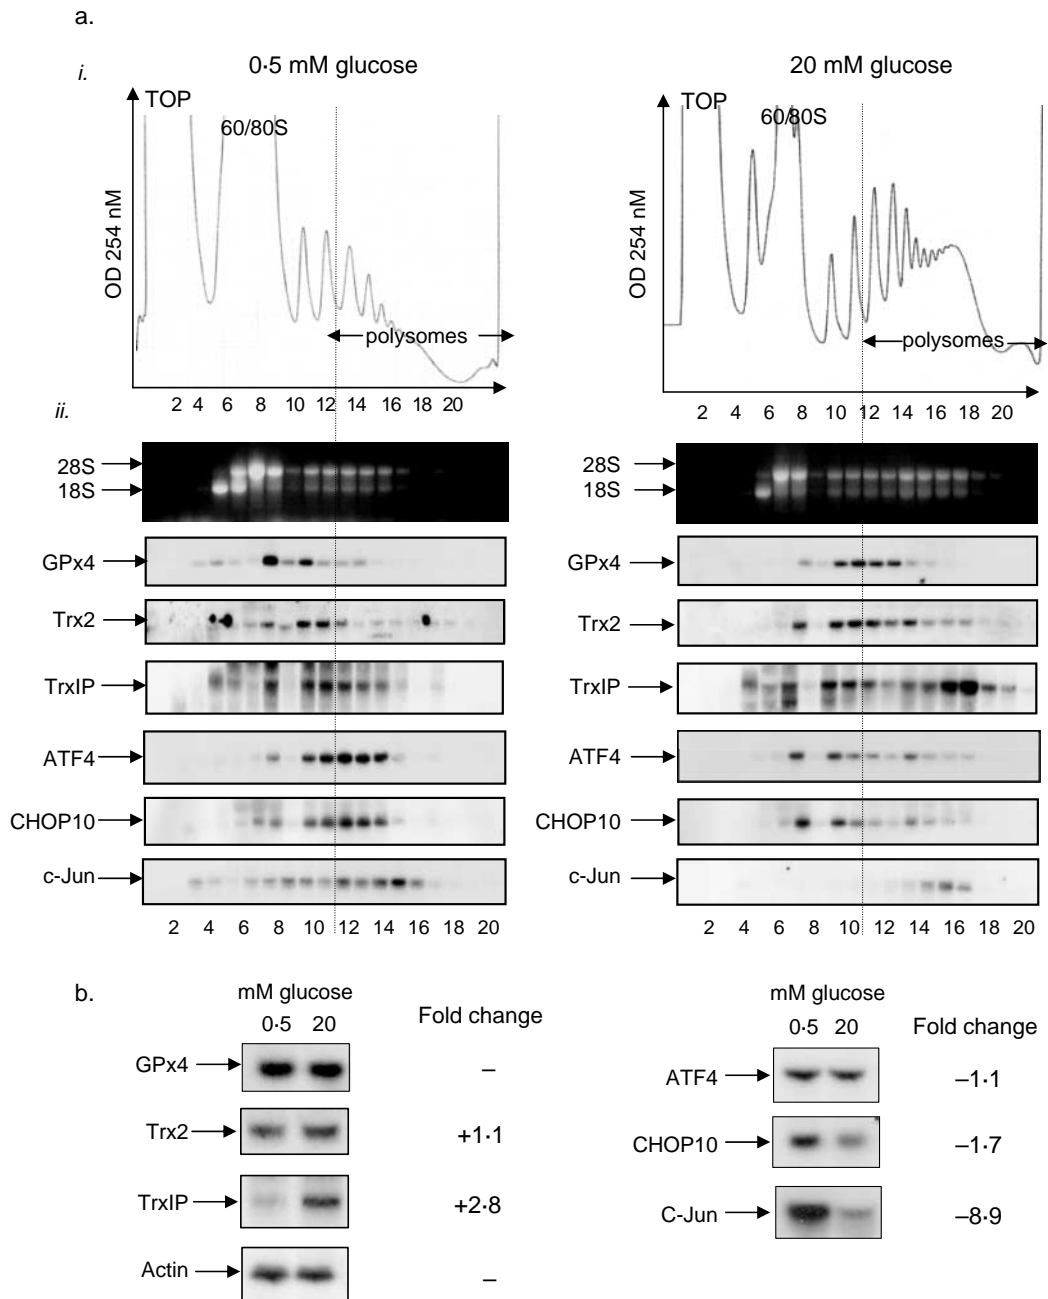 a.
i.
0·5 mM glucose
20 mM glucose
TOP
60/80S
OD 254 nM
polysomes
2 4 6 8 10 12 14 16 18 20
TOP
60/80S
OD 254 nM
polysomes
2 4 6 8 10 12 14 16 18 20
ii.
28S
18S
GPx4
Trx2
TrxIP
ATF4
CHOP10
c-Jun
2 4 6 8 10 12 14 16 18 20
28S
18S
GPx4
Trx2
TrxIP
ATF4
CHOP10
c-Jun
2 4 6 8 10 12 14 16 18 20
b.
mM glucose
0·5 20
Fold change
GPx4 –
Trx2 +1·1
TrxIP +2·8
Actin –
mM glucose
0·5 20
Fold change
ATF4 –1·1
CHOP10 –1·7
C-Jun –8·9